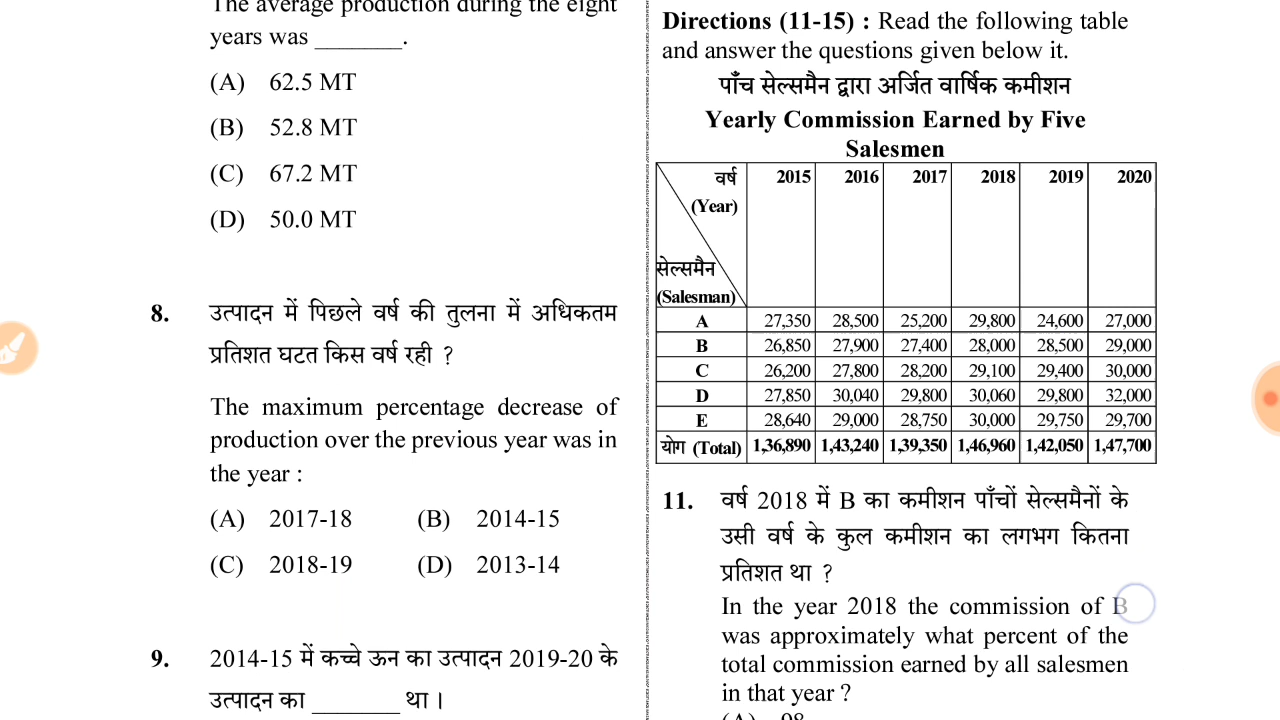 The average production during the eight
years was _______.
(A) 62.5 MT
(B) 52.8 MT
(C) 67.2 MT
(D) 50.0 MT
8. उत्पादन में पिछले वर्ष की तुलना में अधिकतम
प्रतिशत घटत किस वर्ष रही ?
The maximum percentage decrease of
production over the previous year was in
the year :
(A) 2017-18 (B) 2014-15
(C) 2018-19 (D) 2013-14
9. 2014-15 में कच्चे ऊन का उत्पादन 2019-20 के
उत्पादन का _______ था ।
Directions (11-15) : Read the following table
and answer the questions given below it.
पाँच सेल्समैन द्वारा अर्जित वार्षिक कमीशन
Yearly Commission Earned by Five
Salesmen
वर्ष 2015 2016 2017 2018 2019 2020
(Year)
सेल्समैन
(Salesman)
A 27,350 28,500 25,200 29,800 24,600 27,000
B 26,850 27,900 27,400 28,000 28,500 29,000
C 26,200 27,800 28,200 29,100 29,400 30,000
D 27,850 30,040 29,800 30,060 29,800 32,000
E 28,640 29,000 28,750 30,000 29,750 29,700
योग (Total) 1,36,890 1,43,240 1,39,350 1,46,960 1,42,050 1,47,700
11. वर्ष 2018 में B का कमीशन पाँचों सेल्समैनों के
उसी वर्ष के कुल कमीशन का लगभग कितना
प्रतिशत था ?
In the year 2018 the commission of B
was approximately what percent of the
total commission earned by all salesmen
in that year ?